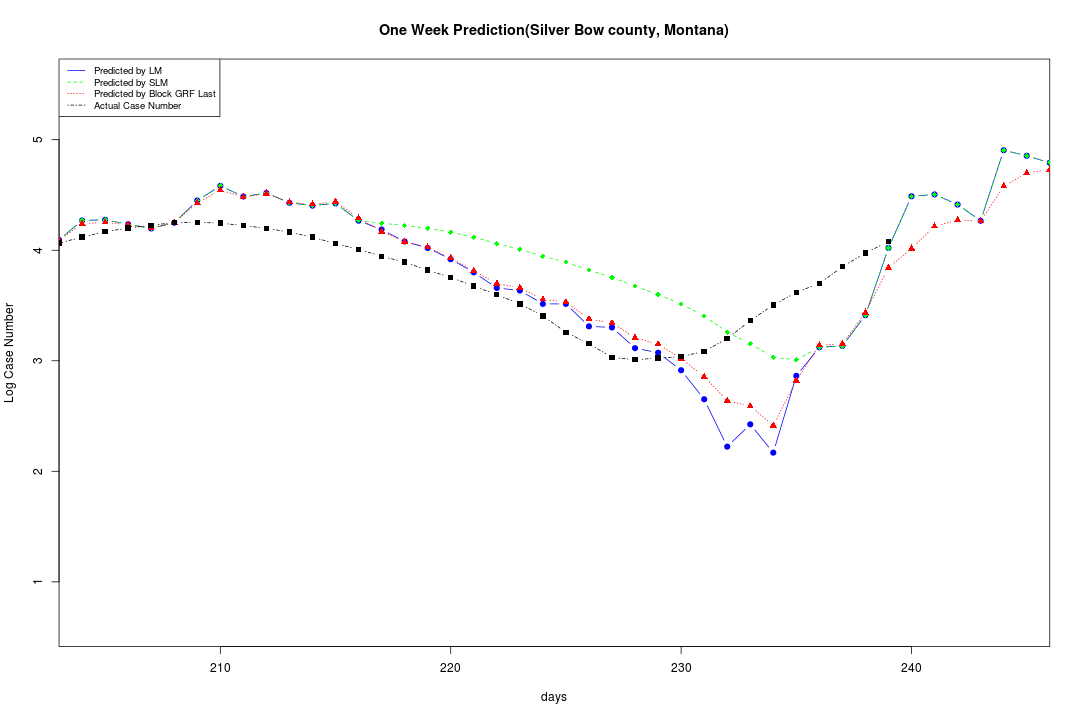 One Week Prediction(Silver Bow county, Montana)
Predicted by LM
Predicted by SLM
Predicted by Block GRF Last
Actual Case Number
5
4
3
2
1
Log Case Number
210 220 230 240
days